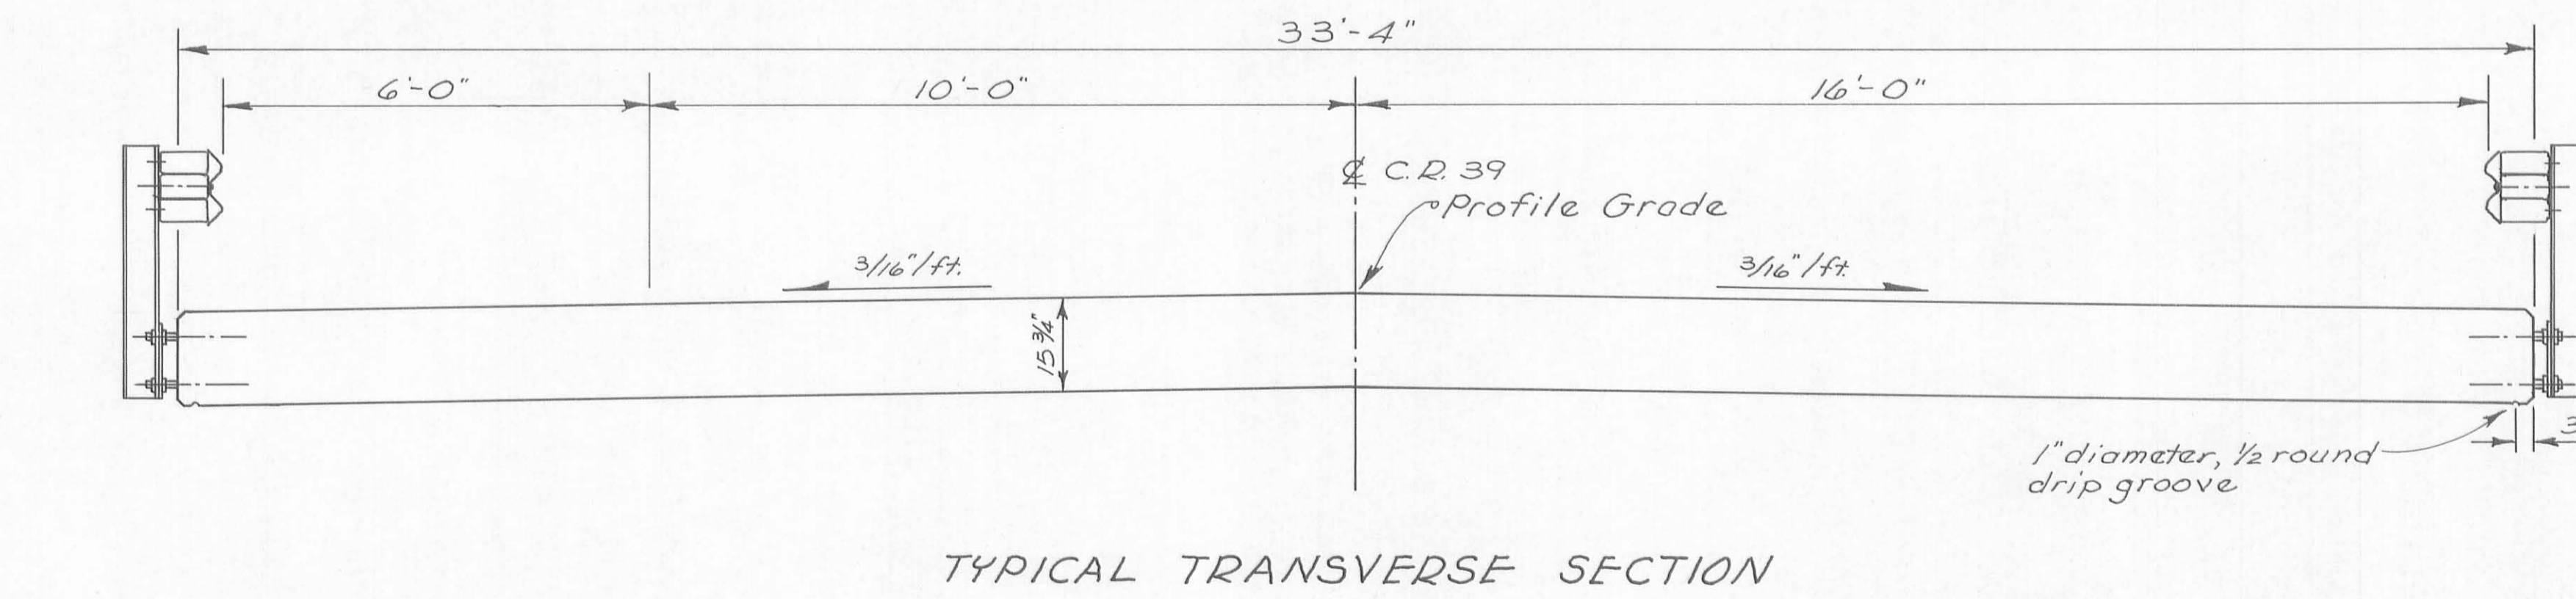 33'-4"
6'-0"
10'-0"
16'-0"
℄ C.R. 39
Profile Grade
3/16"/ft.
3/16"/ft.
15 3/4"
3
1" diameter, 1/2 round
drip groove
TYPICAL TRANSVERSE SECTION